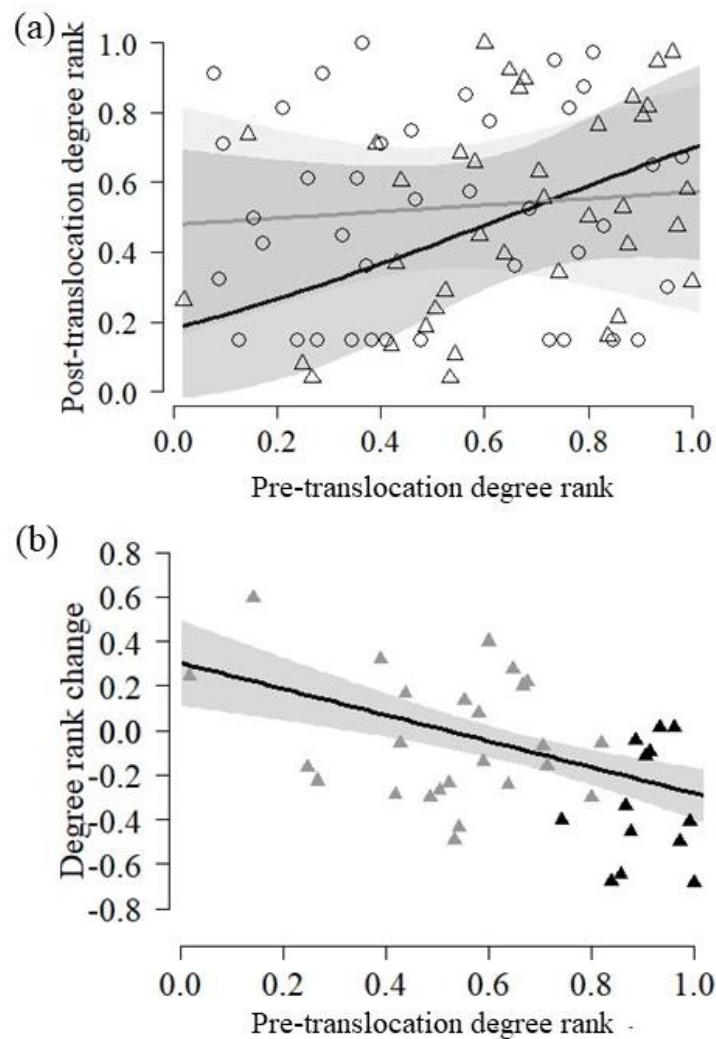 (a)
Post-translocation degree rank
1.0
0.8
0.6
0.4
0.2
0.0
0.0 0.2 0.4 0.6 0.8 1.0
Pre-translocation degree rank
(b)
Degree rank change
0.8
0.6
0.4
0.2
0.0
-0.2
-0.4
-0.6
-0.8
0.0 0.2 0.4 0.6 0.8 1.0
Pre-translocation degree rank